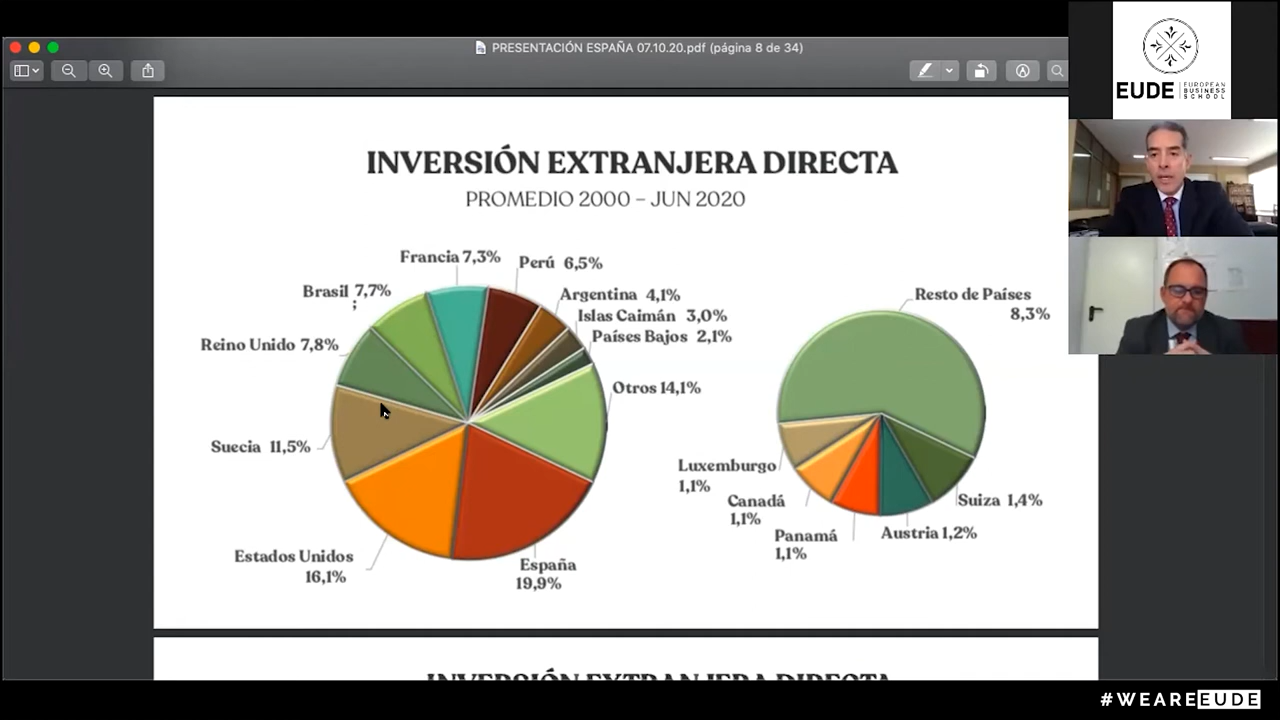 PRESENTACIÓN ESPAÑA 07.10.20.pdf (página 8 de 34)
EUDE
EUROPEAN
BUSINESS
SCHOOL
INVERSIÓN EXTRANJERA DIRECTA
PROMEDIO 2000 – JUN 2020
Francia 7,3%
Perú 6,5%
Brasil 7,7%
;
Argentina 4,1%
Islas Caimán 3,0%
Países Bajos 2,1%
Reino Unido 7,8%
Otros 14,1%
Suecia 11,5%
Estados Unidos
16,1%
España
19,9%
Resto de Países
8,3%
Luxemburgo
1,1%
Canadá
1,1%
Panamá
1,1%
Austria 1,2%
Suiza 1,4%
INVERSIÓN EXTRANJERA DIRECTA
#WEAREEUDE